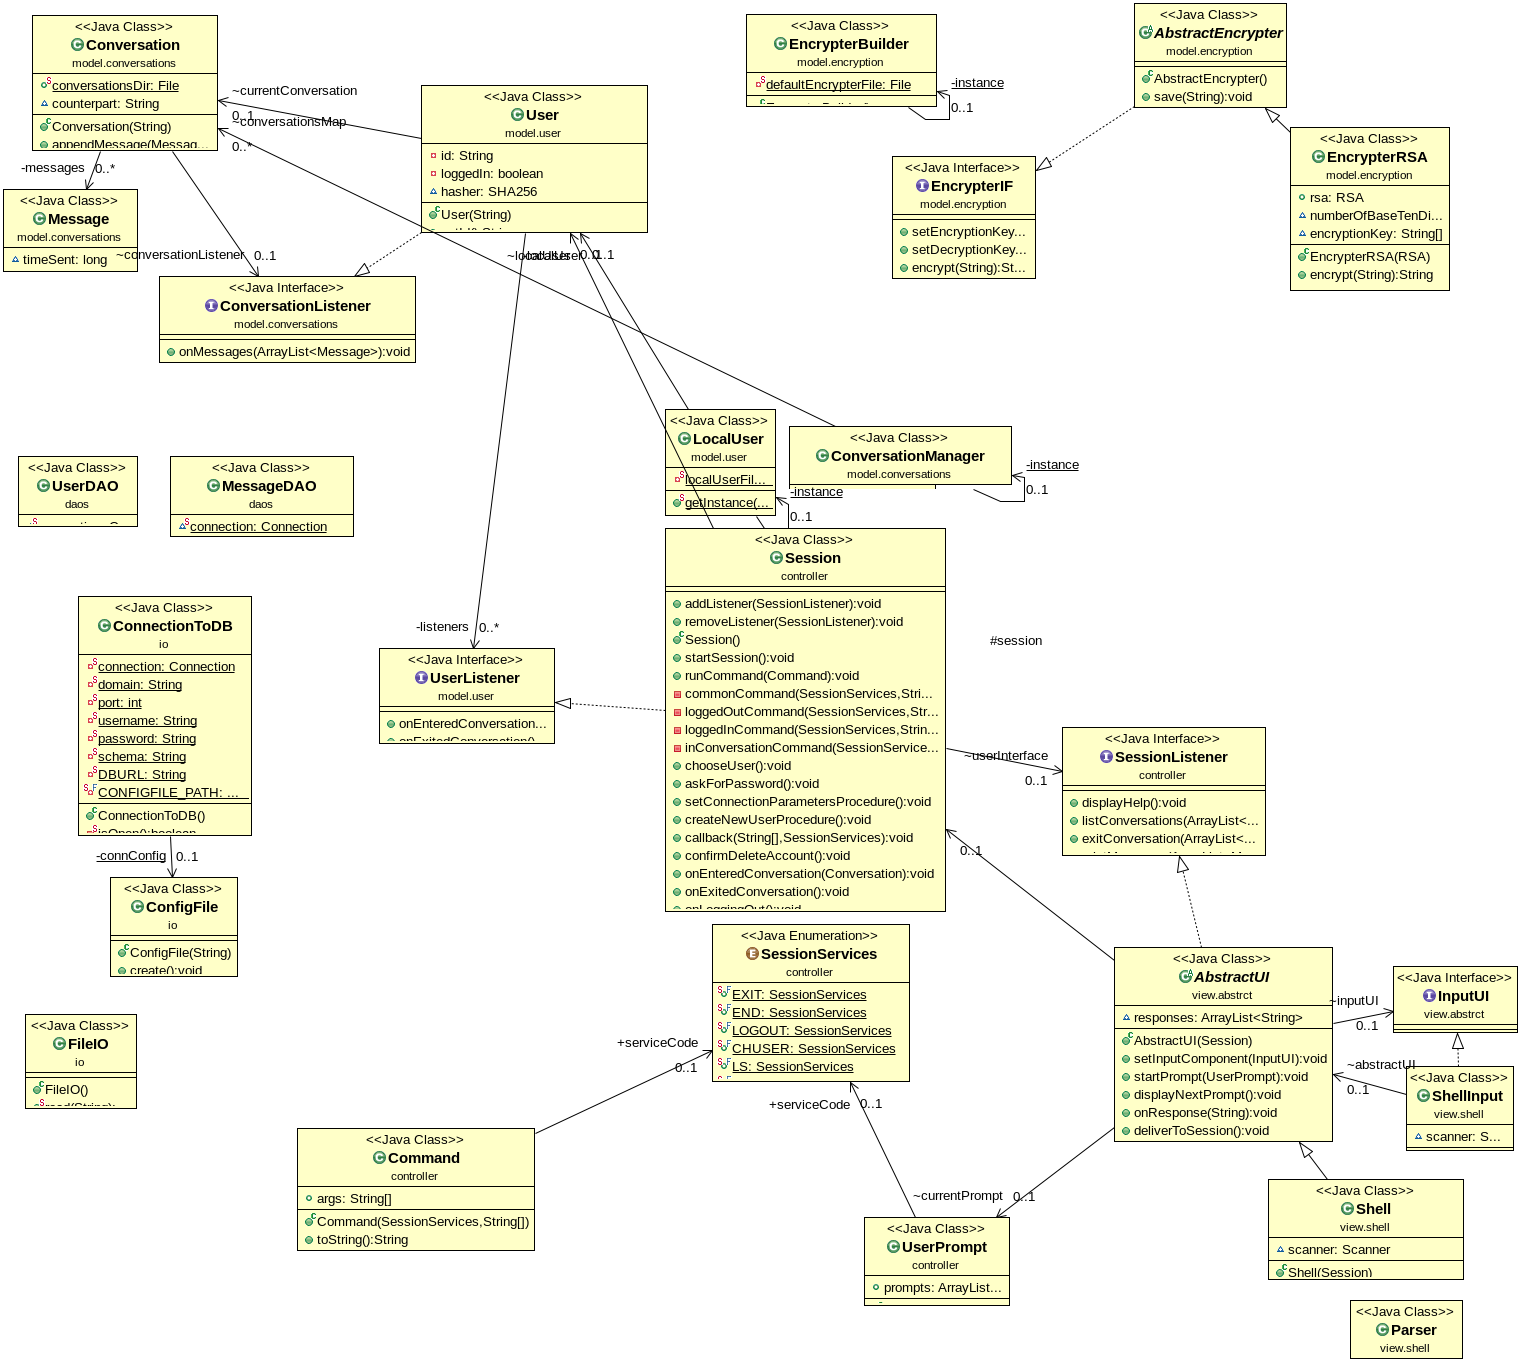 <<Java Class>>
Conversation
model.conversations
conversationsDir: File
counterpart: String
Conversation(String)
appendMessage(Messag...
~currentConversation
0..1
~conversationsMap
0..*
<<Java Class>>
User
model.user
id: String
loggedIn: boolean
hasher: SHA256
User(String)
<<Java Class>>
EncrypterBuilder
model.encryption
defaultEncrypterFile: File
-instance
0..1
<<Java Class>>
AbstractEncrypter
model.encryption
AbstractEncrypter()
save(String):void
<<Java Class>>
EncrypterRSA
model.encryption
rsa: RSA
numberOfBaseTenDi...
encryptionKey: String[]
EncrypterRSA(RSA)
encrypt(String):String
<<Java Interface>>
EncrypterIF
model.encryption
setEncryptionKey...
setDecryptionKey...
encrypt(String):St...
-messages
0..*
<<Java Class>>
Message
model.conversations
timeSent: long
~conversationListener
0..1
<<Java Interface>>
ConversationListener
model.conversations
onMessages(ArrayList<Message>):void
~localUser
0..1
<<Java Class>>
LocalUser
model.user
localUserFil...
getInstance(...
-instance
0..1
<<Java Class>>
ConversationManager
model.conversations
-instance
0..1
<<Java Class>>
UserDAO
daos
<<Java Class>>
MessageDAO
daos
connection: Connection
<<Java Class>>
Session
controller
addListener(SessionListener):void
removeListener(SessionListener):void
Session()
startSession():void
runCommand(Command):void
commonCommand(SessionServices,Stri...
loggedOutCommand(SessionServices,Str...
loggedInCommand(SessionServices,Strin...
inConversationCommand(SessionService...
chooseUser():void
askForPassword():void
setConnectionParametersProcedure():void
createNewUserProcedure():void
callback(String[],SessionServices):void
confirmDeleteAccount():void
onEnteredConversation(Conversation):void
onExitedConversation():void
onLoggingOut():void
<<Java Class>>
ConnectionToDB
io
connection: Connection
domain: String
port: int
username: String
password: String
schema: String
DBURL: String
CONFIGFILE_PATH: ...
ConnectionToDB()
isOpen():boolean
-listeners
0..*
<<Java Interface>>
UserListener
model.user
onEnteredConversation...
onExitedConversation()
#session
~userInterface
0..1
<<Java Interface>>
SessionListener
controller
displayHelp():void
listConversations(ArrayList<...
exitConversation(ArrayList<...
0..1
-connConfig
0..1
<<Java Class>>
ConfigFile
io
ConfigFile(String)
create():void
<<Java Enumeration>>
SessionServices
controller
EXIT: SessionServices
END: SessionServices
LOGOUT: SessionServices
CHUSER: SessionServices
LS: SessionServices
<<Java Class>>
AbstractUI
view.abstrct
responses: ArrayList<String>
AbstractUI(Session)
setInputComponent(InputUI):void
startPrompt(UserPrompt):void
displayNextPrompt():void
onResponse(String):void
deliverToSession():void
~inputUI
0..1
<<Java Interface>>
InputUI
view.abstrct
~abstractUI
0..1
<<Java Class>>
ShellInput
view.shell
scanner: S...
<<Java Class>>
FileIO
io
FileIO()
read(String):
+serviceCode
0..1
+serviceCode
0..1
<<Java Class>>
Command
controller
args: String[]
Command(SessionServices,String[])
toString():String
~currentPrompt
0..1
<<Java Class>>
UserPrompt
controller
prompts: ArrayList...
<<Java Class>>
Shell
view.shell
scanner: Scanner
Shell(Session)
<<Java Class>>
Parser
view.shell